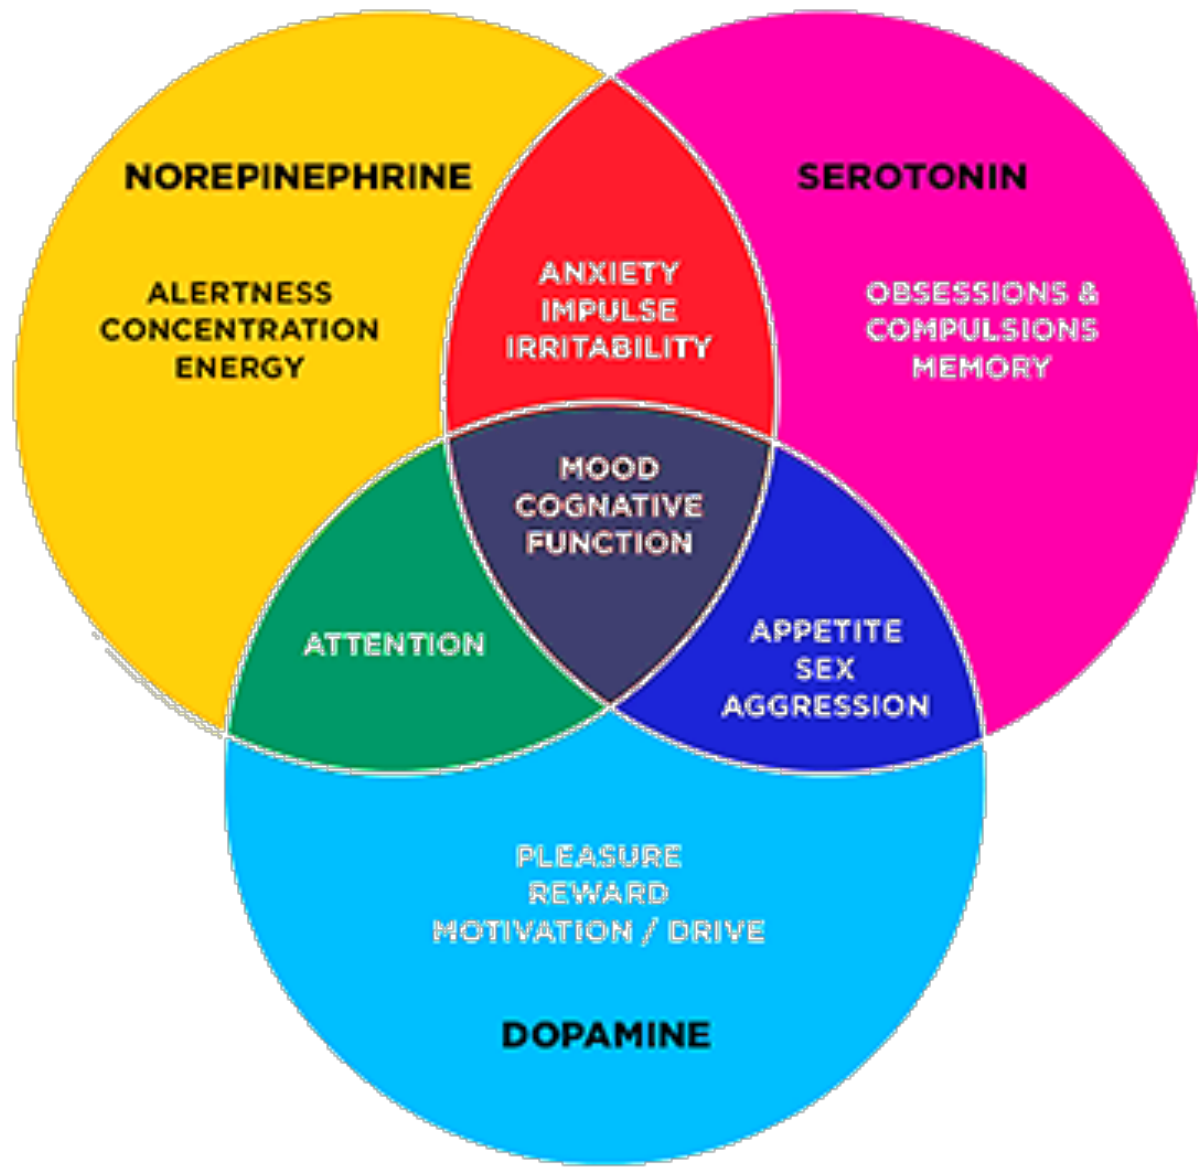 NOREPINEPHRINE
ALERTNESS
CONCENTRATION
ENERGY
SEROTONIN
OBSESSIONS &
COMPULSIONS
MEMORY
ANXIETY
IMPULSE
IRRITABILITY
MOOD
COGNATIVE
FUNCTION
ATTENTION
APPETITE
SEX
AGGRESSION
PLEASURE
REWARD
MOTIVATION / DRIVE
DOPAMINE